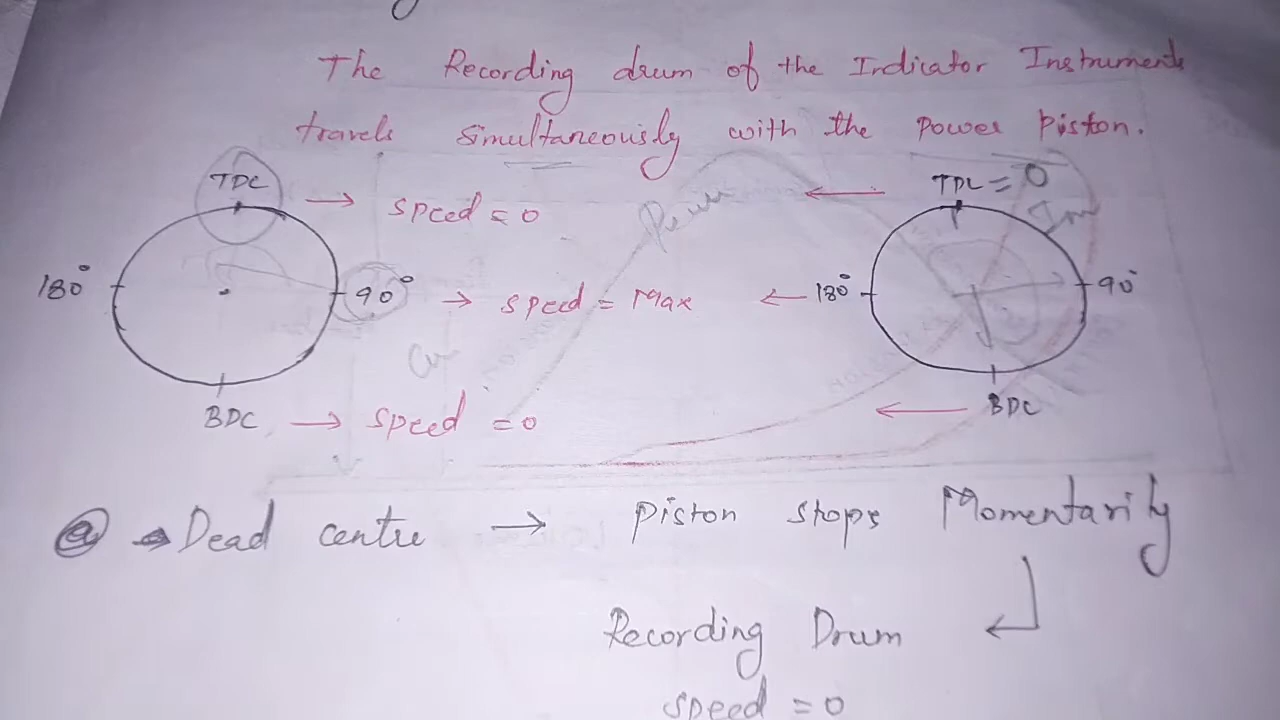 The Recording drum of the Indicator Instruments
travels simultaneously with the power piston.
TDC → speed = 0
← TDC = 0
180° 90° → speed = Max
← 180° 90°
BDC → speed = 0
← BDC
@ → Dead centre → piston stops Momentarily
Recording Drum
speed = 0